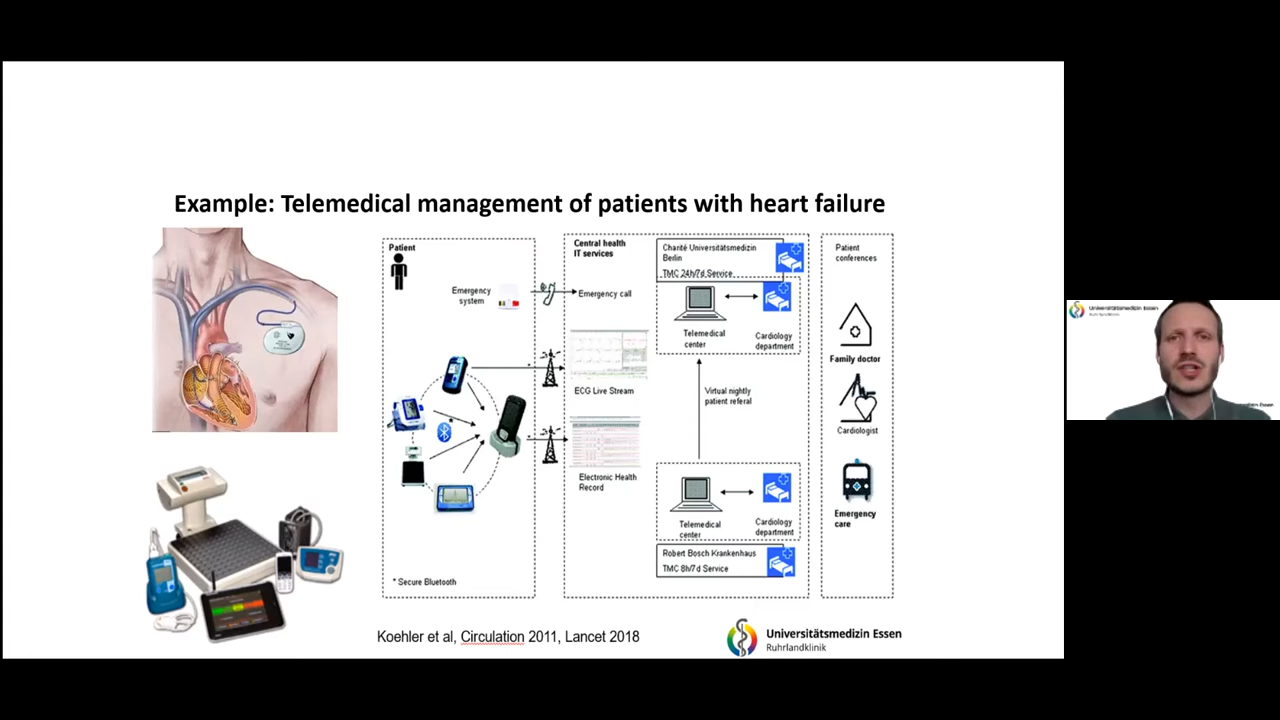 Example: Telemedical management of patients with heart failure
Patient
Emergency
system
* Secure Bluetooth
Central health
IT services
Emergency call
ECG Live Stream
Electronic Health
Record
Charité Universitätsmedizin
Berlin
TMC 24h/7d Service
Telemedical
center
Cardiology
department
Virtual nightly
patient referal
Telemedical
center
Cardiology
department
Robert Bosch Krankenhaus
TMC 8h/7d Service
Patient
conferences
Family doctor
Cardiologist
Emergency
care
Koehler et al, Circulation 2011, Lancet 2018
Universitätsmedizin Essen
Ruhrlandklinik
Universitätsmedizin Essen
Ruhrlandklinik